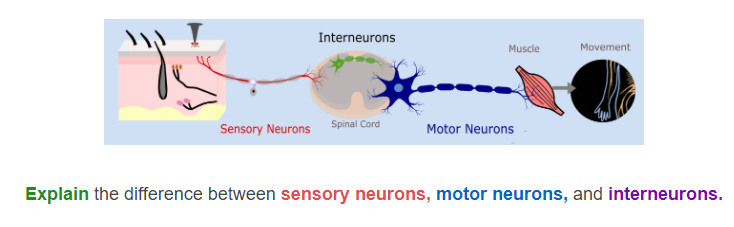 Interneurons
Muscle
Movement
Sensory Neurons
Spinal Cord
Motor Neurons
Explain the difference between sensory neurons, motor neurons, and interneurons.